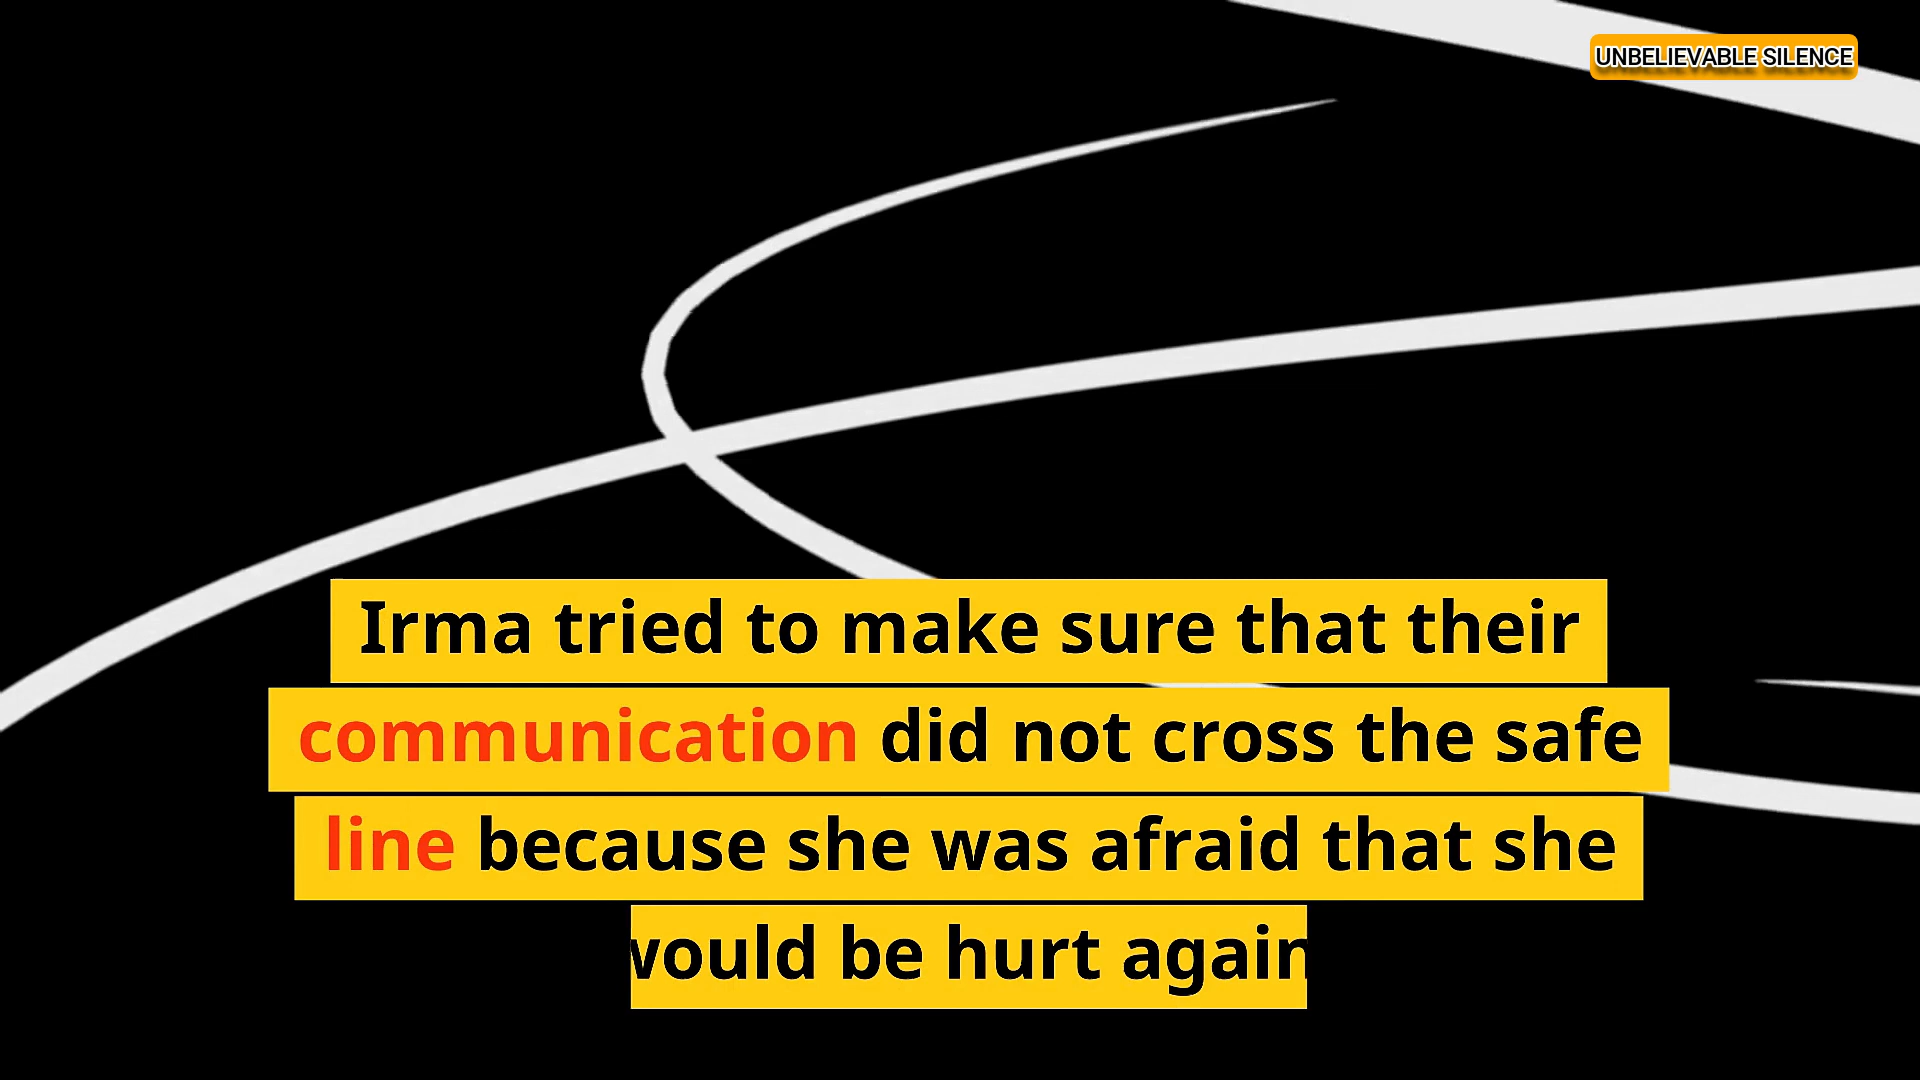 UNBELIEVABLE SILENCE
Irma tried to make sure that their
communication did not cross the safe
line because she was afraid that she
would be hurt again